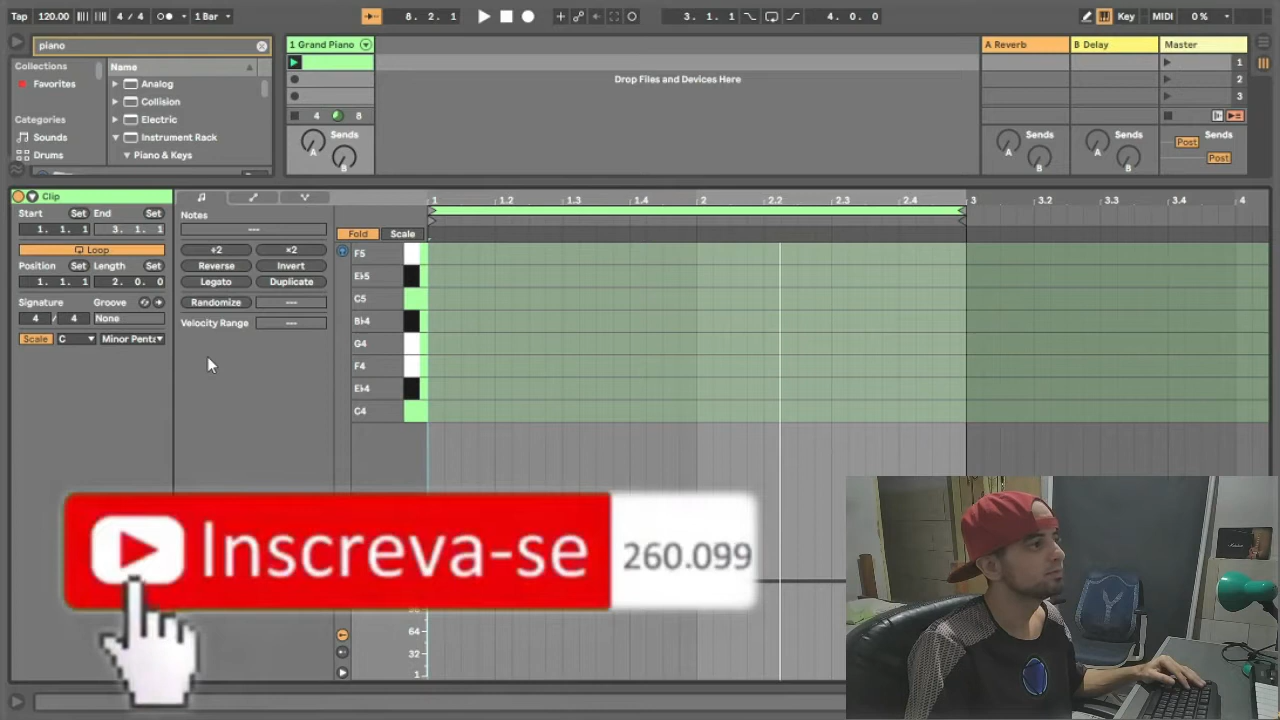 Tap 120.00 4 / 4 1 Bar 8. 2. 1 3. 1. 1 4. 0. 0 Key MIDI 0 %
piano
Collections Name
Favorites Analog
Collision
Categories Electric
Sounds Instrument Rack
Drums Piano & Keys
1 Grand Piano A Reverb B Delay Master
1
Drop Files and Devices Here 2
3
4 8
Sends Sends Sends Sends
A B A B A B Post Post
Clip
Start Set End Set
1. 1. 1 3. 1. 1
Loop
Position Set Length Set
1. 1. 1 2. 0. 0
Signature Groove
4 / 4 None
Scale C Minor Penta
Notes
---
÷2 ×2
Reverse Invert
Legato Duplicate
Randomize ---
Velocity Range ---
1 1.2 1.3 1.4 2 2.2 2.3 2.4 3 3.2 3.3 3.4 4
Fold Scale
F5
E♭5
C5
B♭4
G4
F4
E♭4
C4
Inscreva-se 260.099
64
32
1